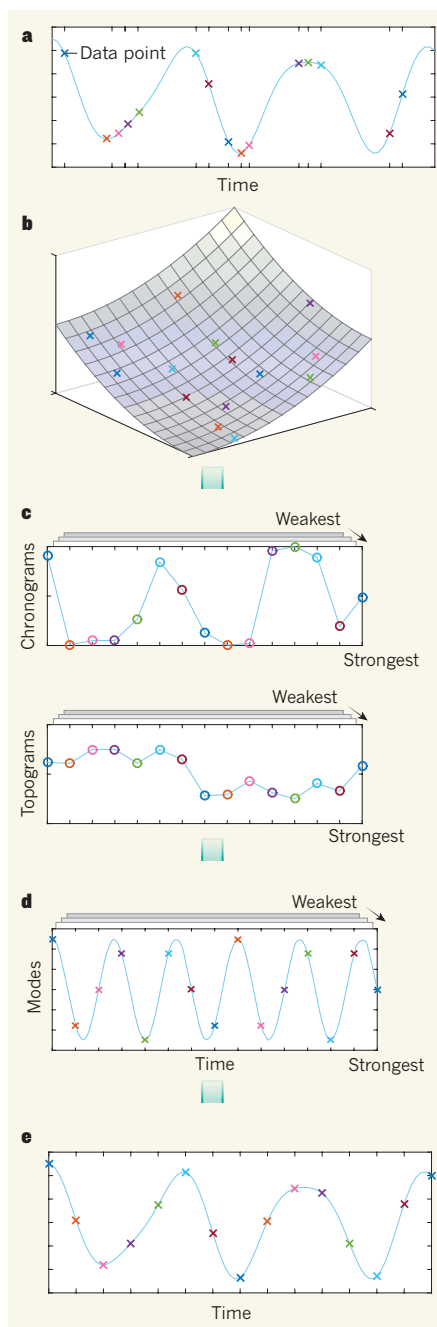 a
Data point
Time
b
c
Weakest
Chronograms
Strongest
Weakest
Topograms
Strongest
d
Weakest
Modes
Time
Strongest
e
Time